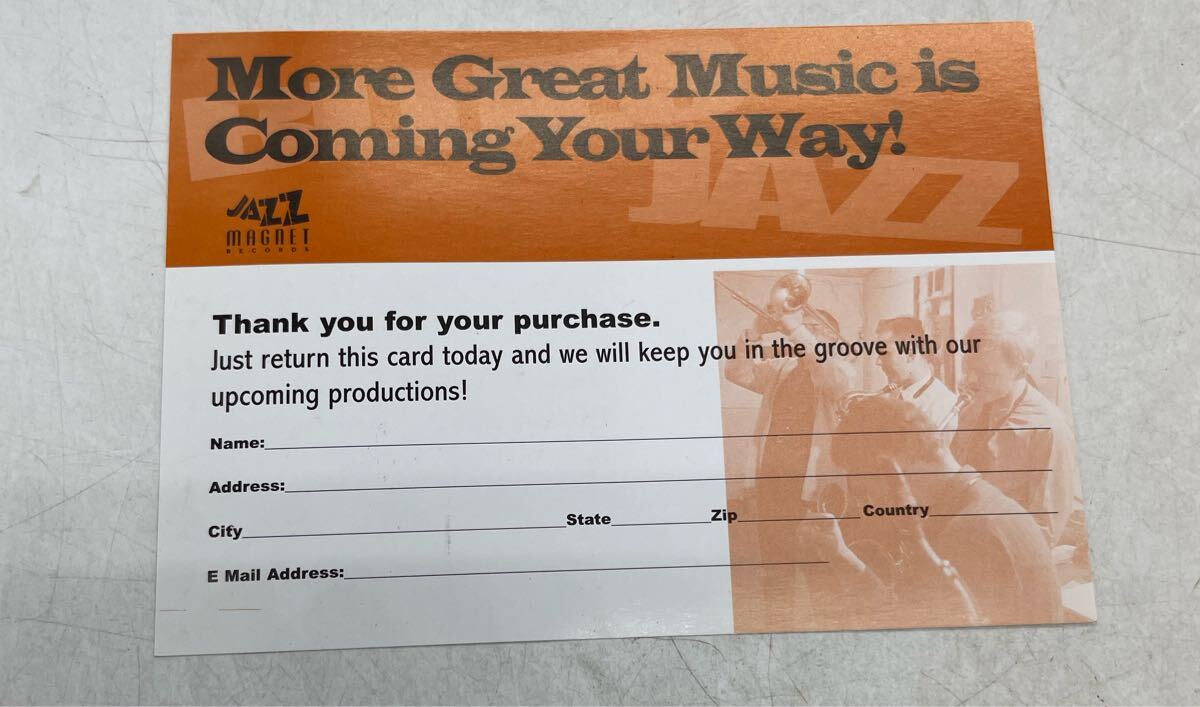 More Great Music is
Coming Your Way!
JAZZ
JAZZ
MAGNET
RECORDS
Thank you for your purchase.
Just return this card today and we will keep you in the groove with our
upcoming productions!
Name:
Address:
City State Zip Country
E Mail Address: